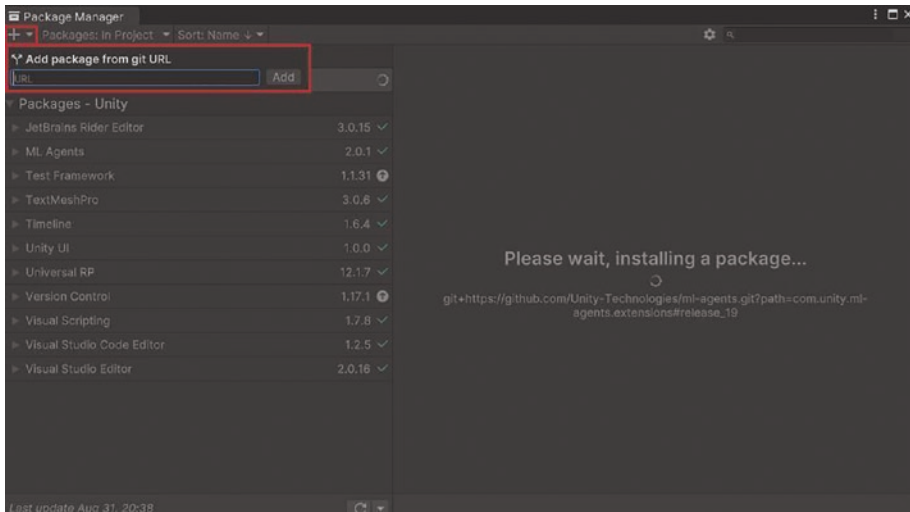 Package Manager
+ Packages: In Project Sort: Name ↓
Add package from git URL
URL Add
Packages - Unity
JetBrains Rider Editor 3.0.15
ML Agents 2.0.1
Test Framework 1.1.31
TextMeshPro 3.0.6
Timeline 1.6.4
Unity UI 1.0.0
Universal RP 12.1.7
Version Control 1.17.1
Visual Scripting 1.7.8
Visual Studio Code Editor 1.2.5
Visual Studio Editor 2.0.16
Please wait, installing a package...
git+https://github.com/Unity-Technologies/ml-agents.git?path=com.unity.ml-
agents.extensions#release_19
Last update Aug 31, 20:38